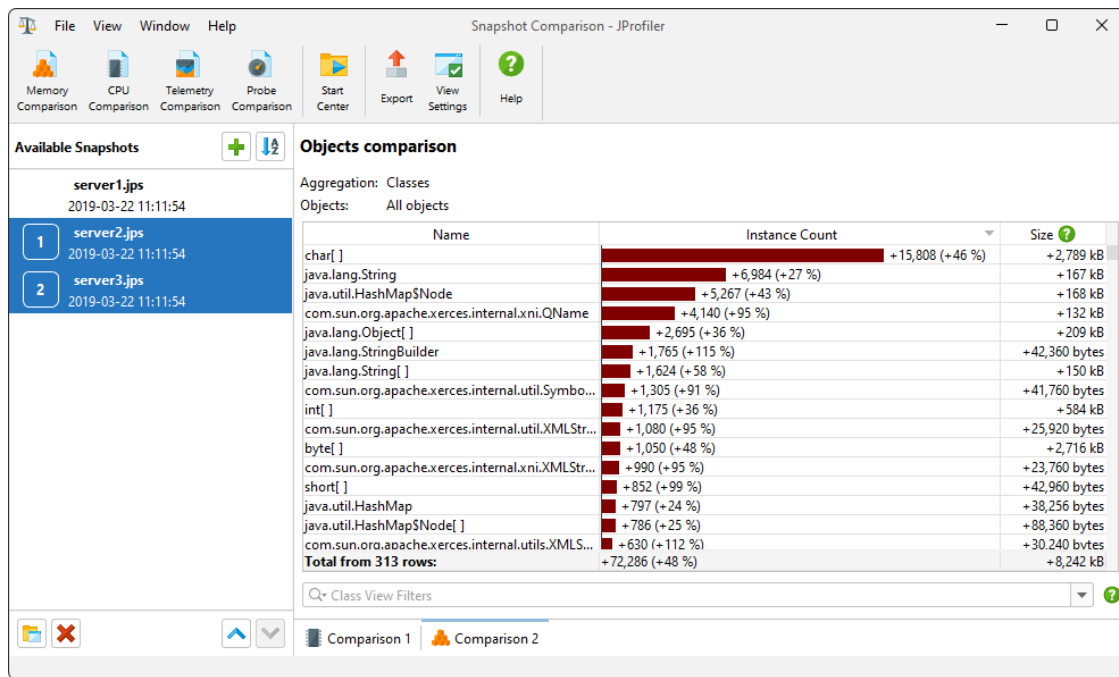 File View Window Help Snapshot Comparison - JProfiler
Memory Comparison
CPU Comparison
Telemetry Comparison
Probe Comparison
Start Center
Export
View Settings
Help
Available Snapshots
server1.jps
2019-03-22 11:11:54
1 server2.jps
2019-03-22 11:11:54
2 server3.jps
2019-03-22 11:11:54
Objects comparison
Aggregation: Classes
Objects: All objects
Name Instance Count Size
char[ ] +15,808 (+46 %) +2,789 kB
java.lang.String +6,984 (+27 %) +167 kB
java.util.HashMap$Node +5,267 (+43 %) +168 kB
com.sun.org.apache.xerces.internal.xni.QName +4,140 (+95 %) +132 kB
java.lang.Object[ ] +2,695 (+36 %) +209 kB
java.lang.StringBuilder +1,765 (+115 %) +42,360 bytes
java.lang.String[ ] +1,624 (+58 %) +150 kB
com.sun.org.apache.xerces.internal.util.Symbo... +1,305 (+91 %) +41,760 bytes
int[ ] +1,175 (+36 %) +584 kB
com.sun.org.apache.xerces.internal.util.XMLStr... +1,080 (+95 %) +25,920 bytes
byte[ ] +1,050 (+48 %) +2,716 kB
com.sun.org.apache.xerces.internal.xni.XMLStr... +990 (+95 %) +23,760 bytes
short[ ] +852 (+99 %) +42,960 bytes
java.util.HashMap +797 (+24 %) +38,256 bytes
java.util.HashMap$Node[ ] +786 (+25 %) +88,360 bytes
com.sun.org.apache.xerces.internal.utils.XMLS... +630 (+112 %) +30,240 bytes
Total from 313 rows: +72,286 (+48 %) +8,242 kB
Class View Filters
Comparison 1 Comparison 2